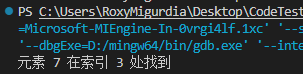 PS C:\Users\RoxyMigurdia\Desktop\CodeTest
=Microsoft-MIEngine-In-0vrgi4lf.1xc' '--s
'--dbgExe=D:/mingw64/bin/gdb.exe' '--inte
元素 7 在索引 3 处找到